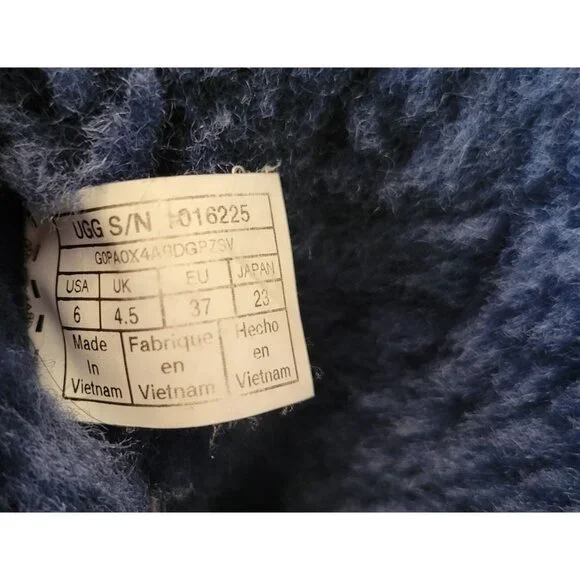 UGG S/N 1016225
USA UK EU JAPAN
6 4.5 37 23
Made Fabrique Hecho
In en en
Vietnam Vietnam Vietnam